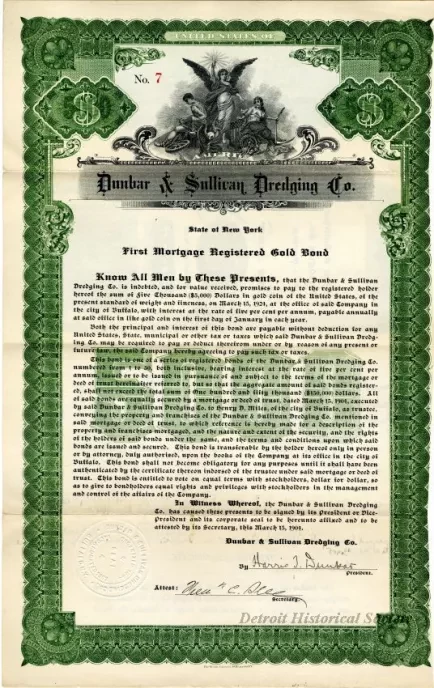 UNITED STATES OF
No. 7
$ $
Dunbar & Sullivan Dredging Co.
State of New York
First Mortgage Registered Gold Bond
Know All Men by These Presents, that the Dunbar & Sullivan
Dredging Co. is indebted, and for value received, promises to pay to the registered holder
hereof the sum of five Thousand ($5,000) Dollars in gold coin of the United States, of the
present standard of weight and fineness, on March 15, 1924, at the office of said Company in
the city of Buffalo, with interest at the rate of five per cent per annum, payable annually
at said office in like gold coin on the first day of January in each year.
Both the principal and interest of this bond are payable without deduction for any
United States, State, municipal or other tax or taxes which said Dunbar & Sullivan Dredg-
ing Co. may be required to pay or deduct therefrom under or by reason of any present or
future law, the said Company hereby agreeing to pay such tax or taxes.
This bond is one of a series of registered bonds of the Dunbar & Sullivan Dredging Co.
numbered from 1 to 26, both inclusive, bearing interest at the rate of five per cent per
annum, issued or to be issued in pursuance of and subject to the terms of the mortgage or
deed of trust hereinafter referred to, but so that the aggregate amount of said bonds register-
ed, shall not exceed the total sum of One hundred and fifty thousand ($150,000) dollars. All
of said bonds are equally secured by a mortgage or deed of trust, dated March 15, 1904, executed
by said Dunbar & Sullivan Dredging Co. to Henry D. Mills, of the city of Buffalo, as trustee,
conveying the property and franchises of the Dunbar & Sullivan Dredging Co. mentioned in
said mortgage or deed of trust, to which reference is hereby made for a description of the
property and franchises mortgaged, and the nature and extent of the security, and the rights
of the holders of said bonds under the same, and the terms and conditions upon which said
bonds are issued and secured. This bond is transferable by the holder hereof only in person
or by attorney, duly authorized, upon the books of the Company at its office in the city of
Buffalo. This bond shall not become obligatory for any purposes until it shall have been
authenticated by the certificate thereon indorsed of the trustee under said mortgage or deed of
trust. This bond is entitled to vote on equal terms with stockholders, dollar for dollar, so
as to give to bondholders equal rights and privileges with stockholders in the management
and control of the affairs of the Company.
In Witness Whereof, the Dunbar & Sullivan Dredging
Co. has caused these presents to be signed by its President or Vice-
President and its corporate seal to be hereunto affixed and to be
attested by its Secretary, this March 15, 1904.
Dunbar & Sullivan Dredging Co.
By Harris T. Dunbar
President.
Attest: C.
Secretary.
Detroit Historical Society